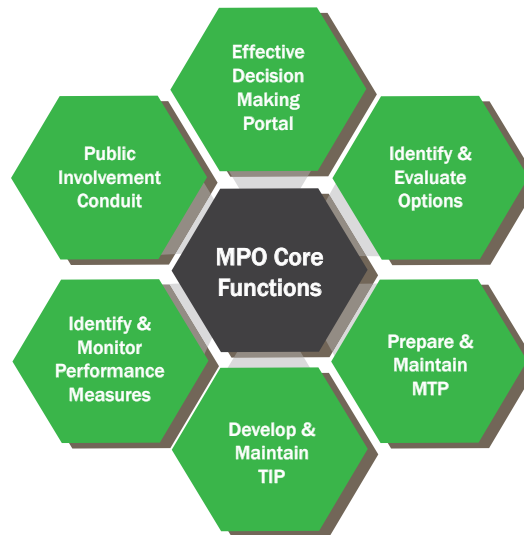 Effective
Decision
Making
Portal
Public
Involvement
Conduit
Identify &
Evaluate
Options
MPO Core
Functions
Identify &
Monitor
Performance
Measures
Prepare &
Maintain
MTP
Develop &
Maintain
TIP